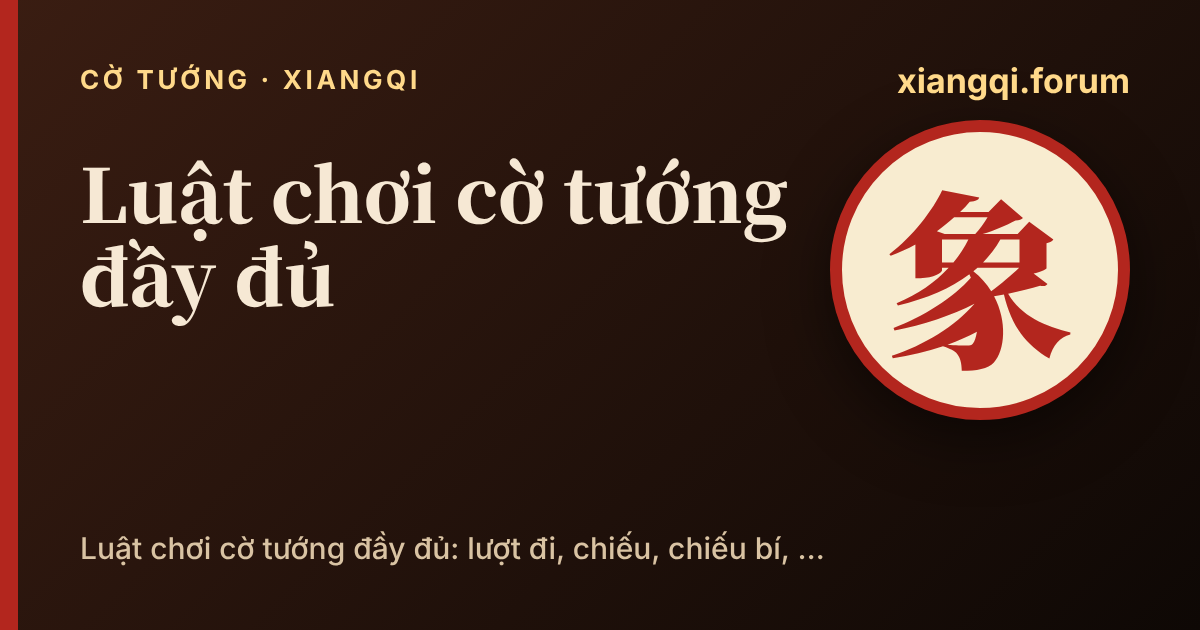 CỜ TƯỚNG · XIANGQI
xiangqi.forum
Luật chơi cờ tướng
đầy đủ
象
Luật chơi cờ tướng đầy đủ: lượt đi, chiếu, chiếu bí, ...